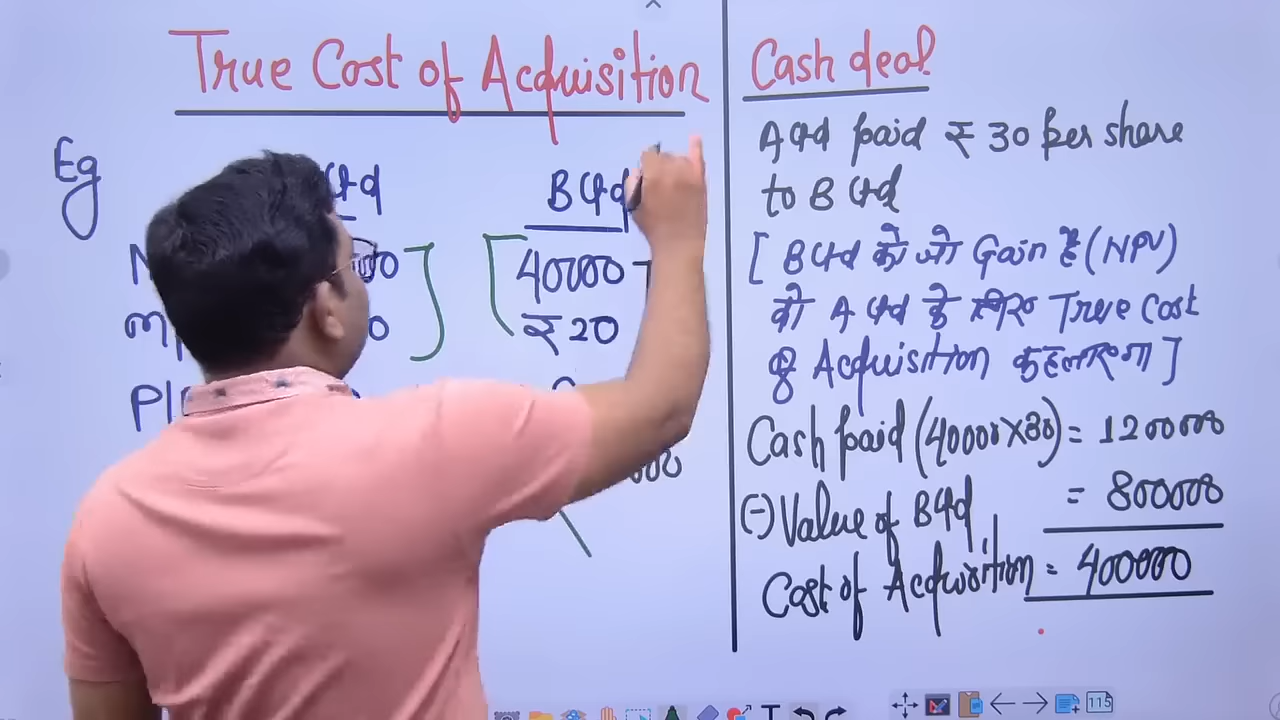 True Cost of Acquisition
Eg
Ltd
B Ltd
40000
₹ 20
Cash deal
A Ltd paid ₹ 30 per share
to B Ltd
[ B Ltd को जो Gain है (NPV)
वो A Ltd के लिए True Cost
of Acquisition कहलाएगा ]
Cash paid (40000×30) = 1200000
(-) Value of B Ltd = 800000
Cost of Acquisition = 400000
115